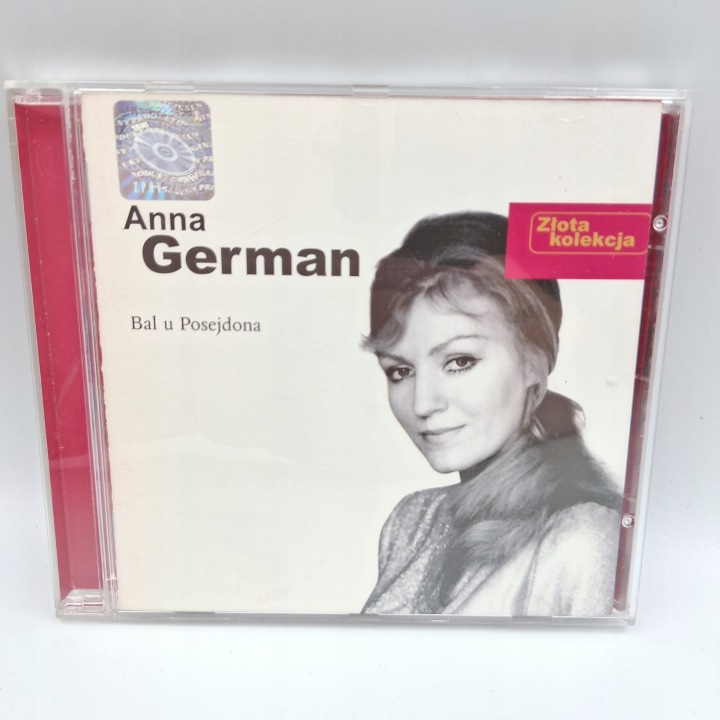 Anna
German
Bal u Posejdona
Złota
kolekcja